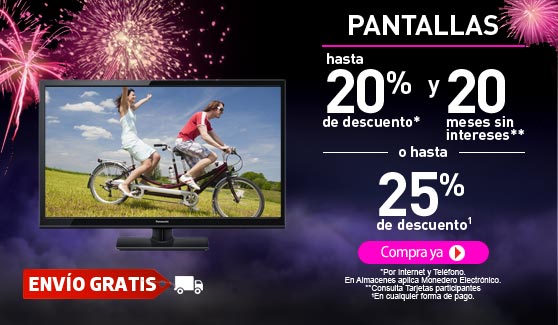 PANTALLAS
hasta
20% y 20
de descuento* meses sin
intereses**
o hasta
25%
de descuento¹
Compra ya
Panasonic
ENVÍO GRATIS
*Por Internet y Teléfono.
En Almacenes aplica Monedero Electrónico.
**Consulta Tarjetas participantes
¹En cualquier forma de pago.